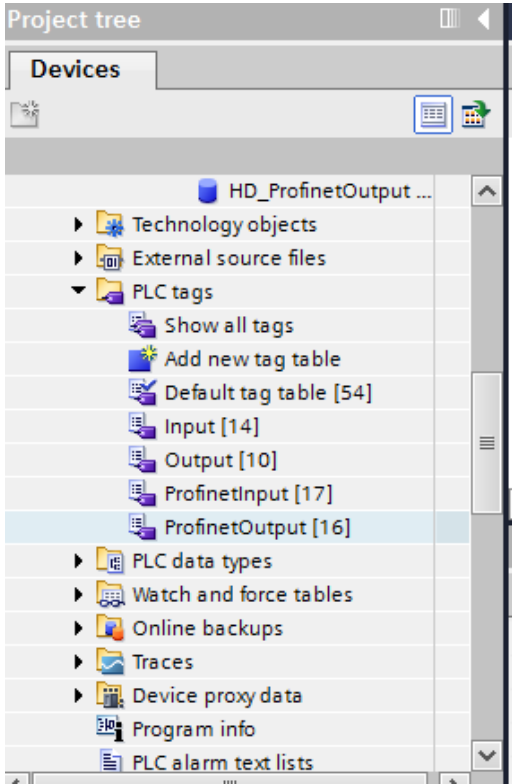 Project tree
Devices
HD_ProfinetOutput ...
Technology objects
External source files
PLC tags
Show all tags
Add new tag table
Default tag table [54]
Input [14]
Output [10]
ProfinetInput [17]
ProfinetOutput [16]
PLC data types
Watch and force tables
Online backups
Traces
Device proxy data
Program info
PLC alarm text lists